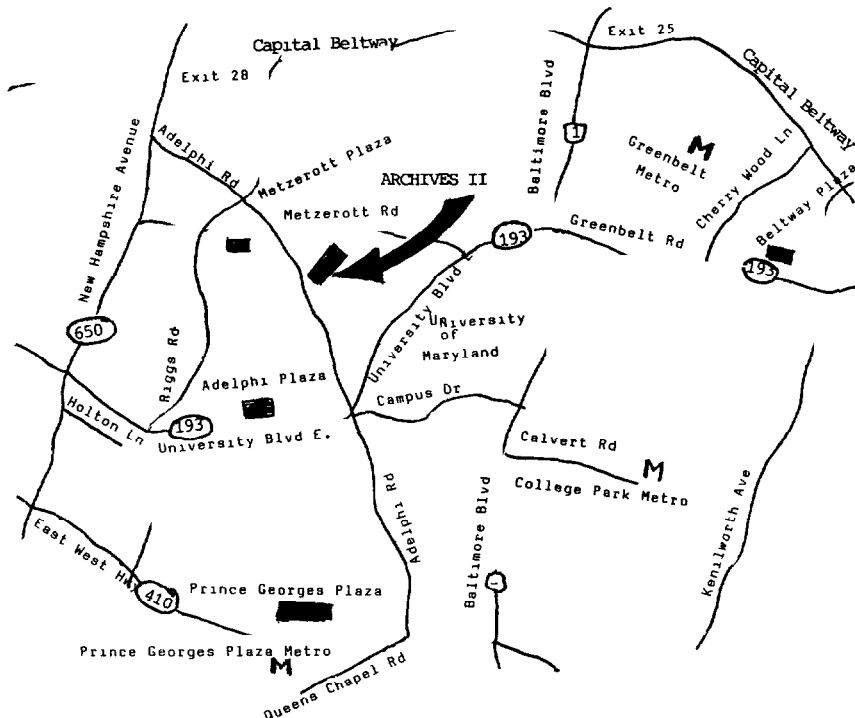 Capital Beltway
Exit 25
Exit 28
Capital Beltway
Baltimore Blvd
1
M
Greenbelt
Metro
Cherry Wood Ln
Adelphi Rd
Metzerott Plaza
ARCHIVES II
Metzerott Rd
New Hampshire Avenue
193
Greenbelt Rd
Beltway Plaza
193
University Blvd E
University
of
Maryland
650
Riggs Rd
Adelphi Plaza
Campus Dr
Holton Ln
193
University Blvd E.
Calvert Rd
M
College Park Metro
Adelphi Rd
Baltimore Blvd
Kenilworth Ave
East West Hwy
410
Prince Georges Plaza
Prince Georges Plaza Metro
M
Queens Chapel Rd